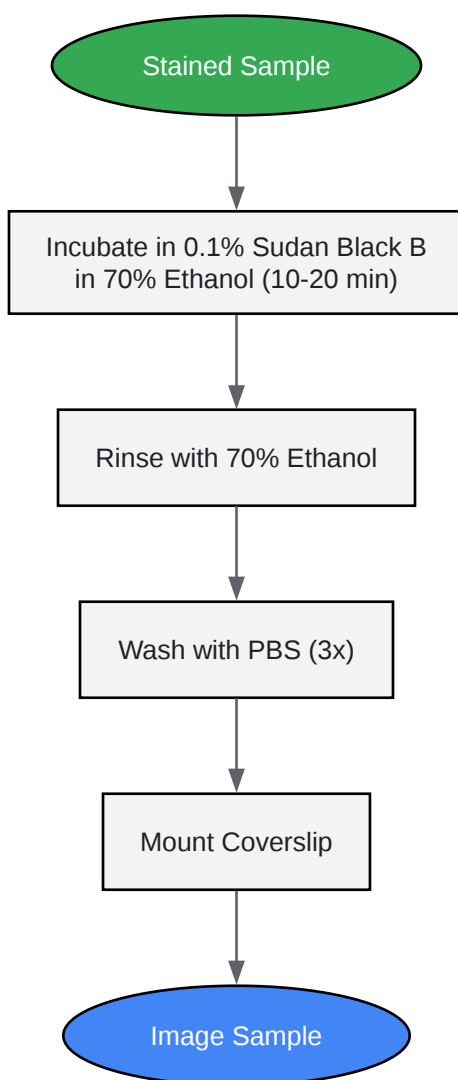 Stained Sample
Incubate in 0.1% Sudan Black B
in 70% Ethanol (10-20 min)
Rinse with 70% Ethanol
Wash with PBS (3x)
Mount Coverslip
Image Sample